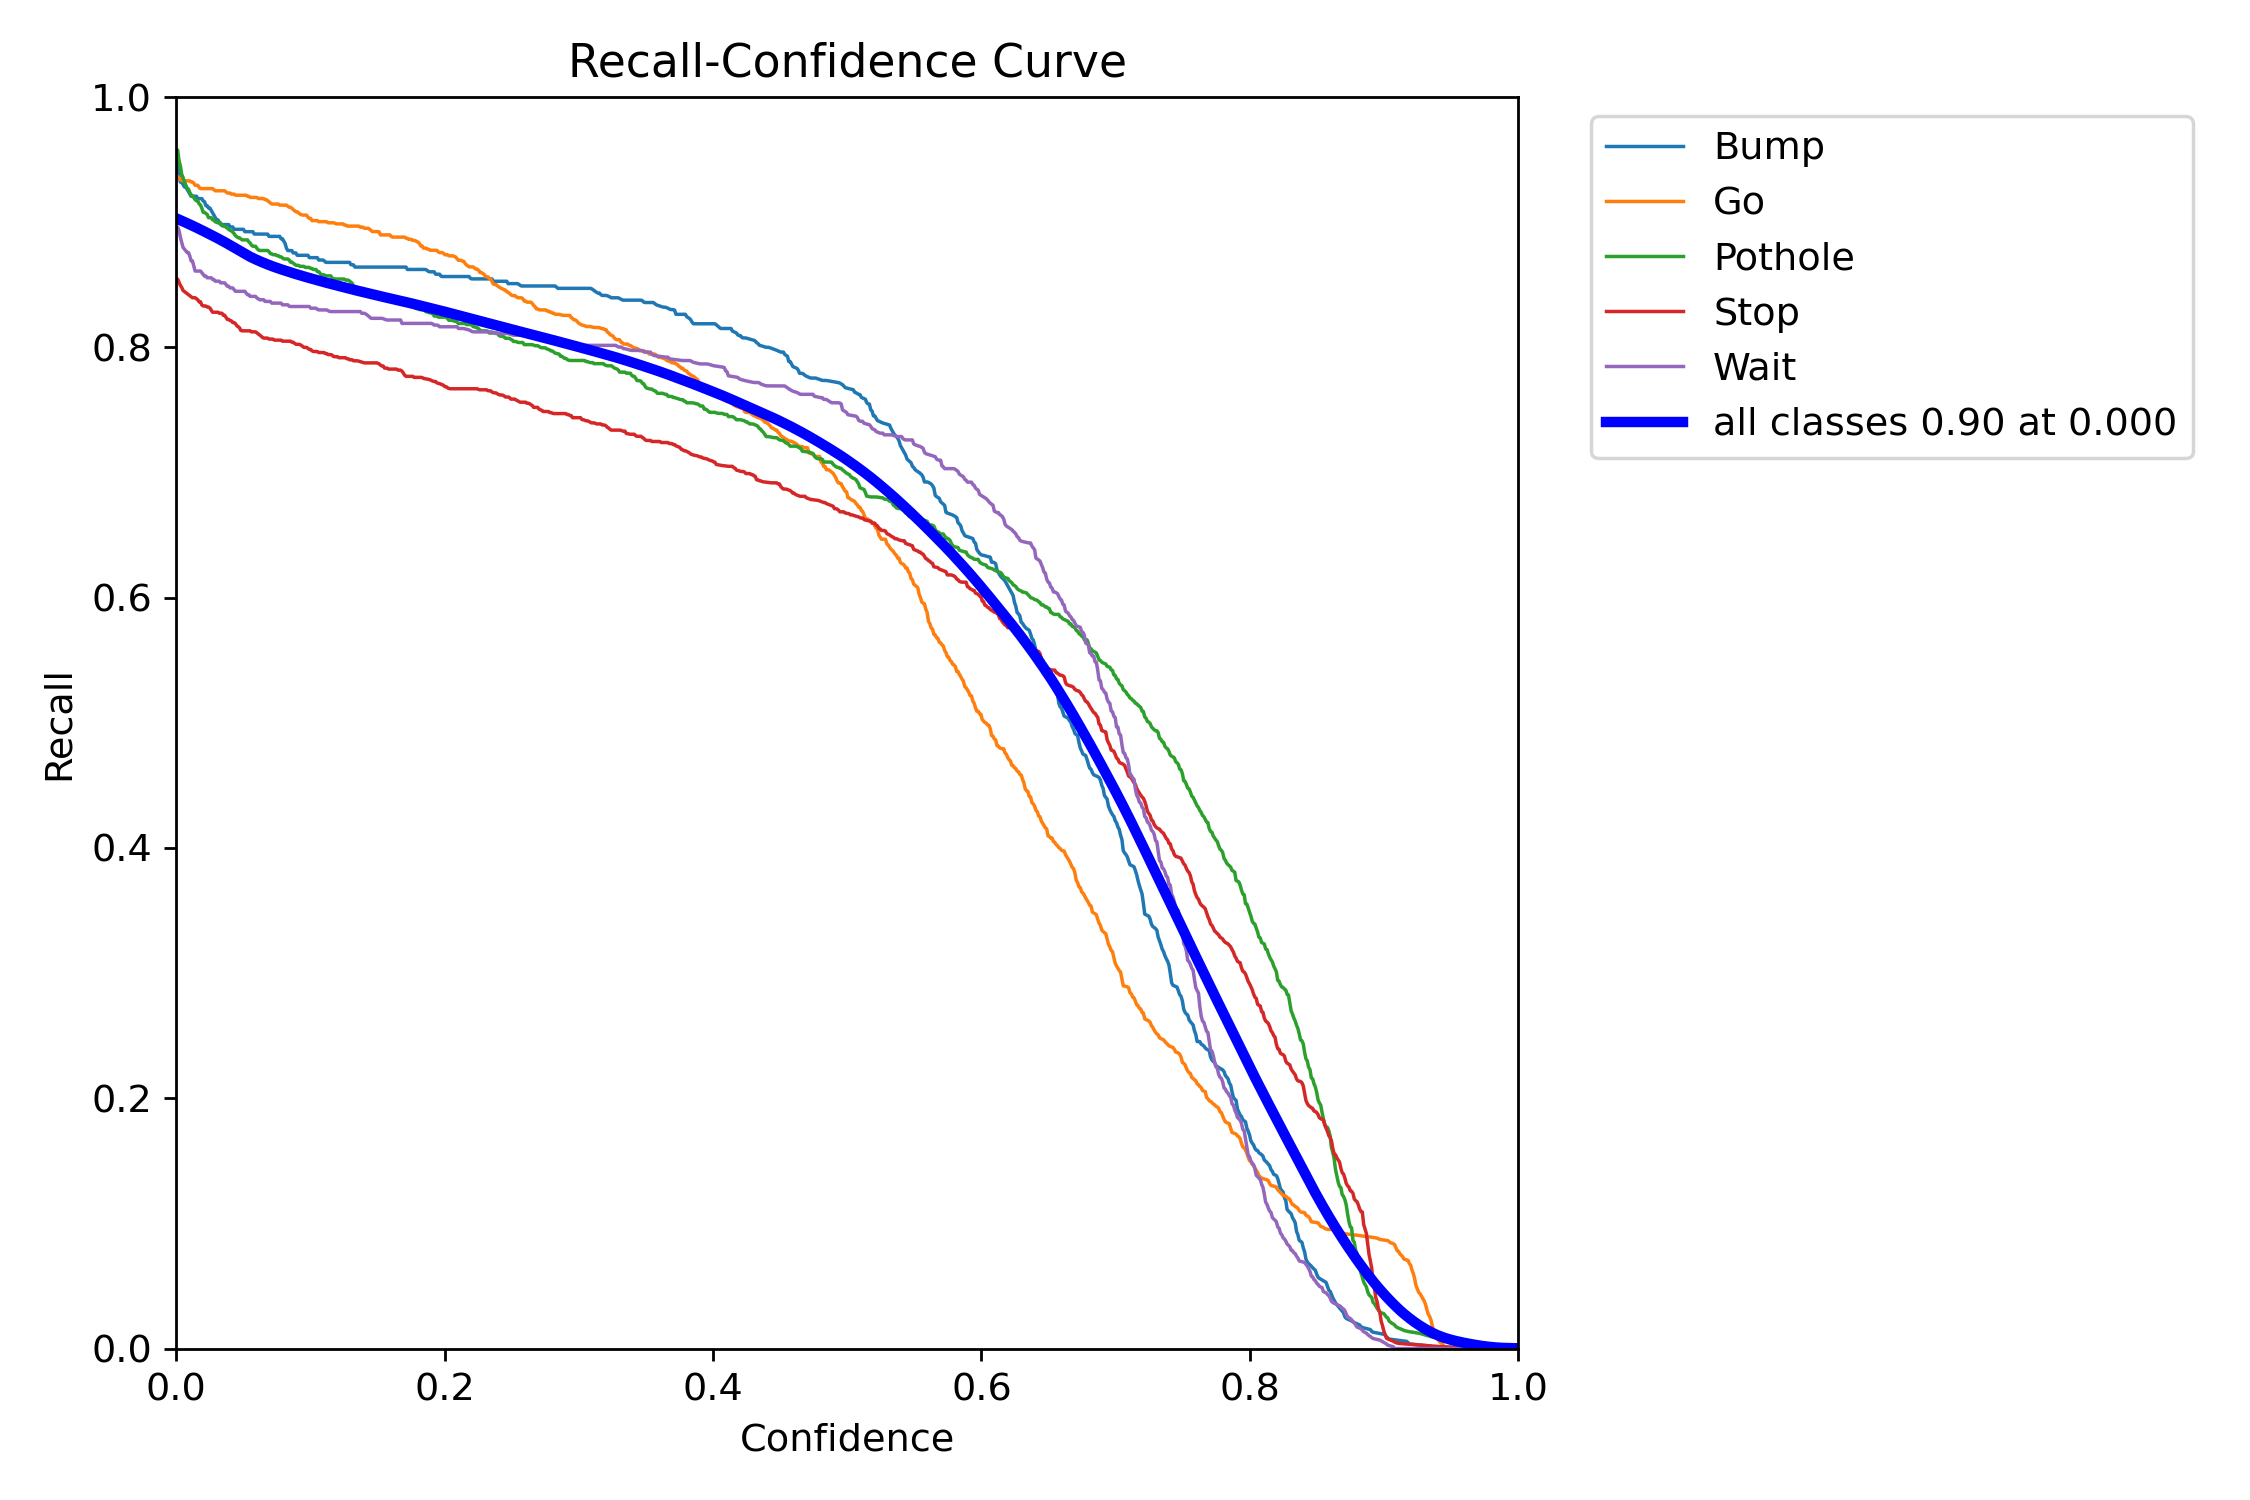 Recall-Confidence Curve
1.0
0.8
0.6
0.4
0.2
0.0
Recall
0.0 0.2 0.4 0.6 0.8 1.0
Confidence
Bump
Go
Pothole
Stop
Wait
all classes 0.90 at 0.000